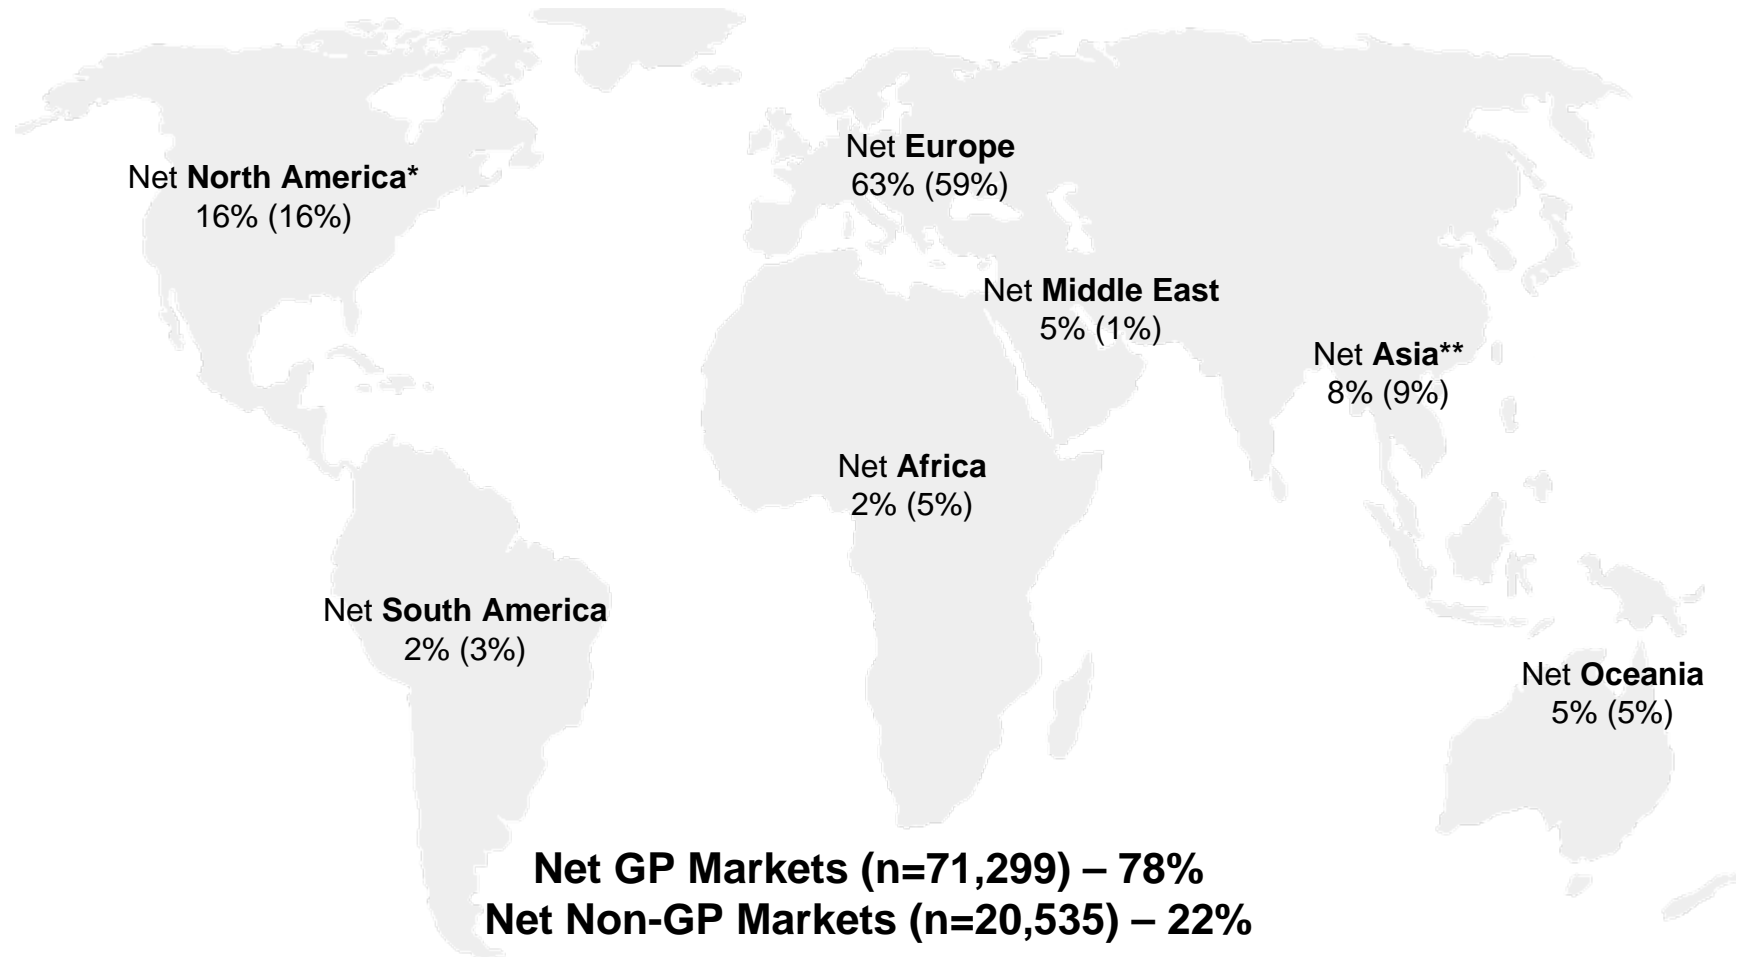 Net Europe
63% (59%)
Net North America*
16% (16%)
Net Middle East
5% (1%)
Net Asia**
8% (9%)
Net Africa
2% (5%)
Net South America
2% (3%)
Net Oceania
5% (5%)
Net GP Markets (n=71,299) – 78%
Net Non-GP Markets (n=20,535) – 22%